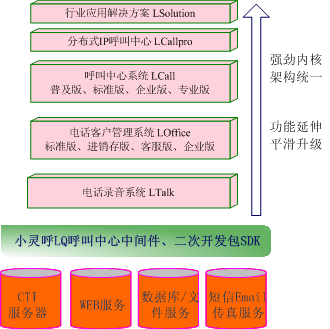 行业应用解决方案 LSolution
分布式IP呼叫中心 LCallpro
呼叫中心系统 LCall
普及版、标准版、企业版、专业版
强劲内核
架构统一
电话客户管理系统 LOffice
标准版、进销存版、客服版、企业版
功能延伸
平滑升级
电话录音系统 LTalk
小灵呼LQ呼叫中心中间件、二次开发包SDK
CTI
服务器
WEB服务
数据库/文
件服务
短信Email
传真服务